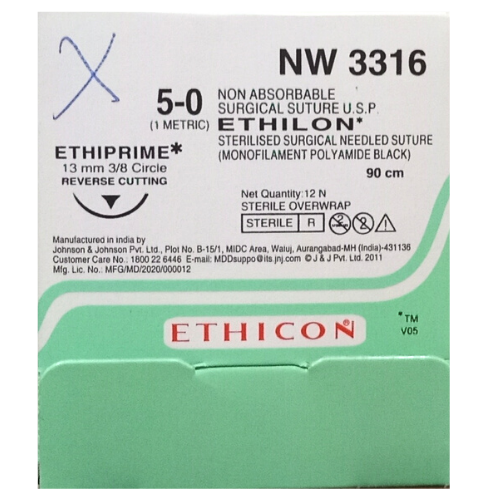 NW 3316
5-0
(1 METRIC)
NON ABSORBABLE
SURGICAL SUTURE U.S.P.
ETHILON*
STERILISED SURGICAL NEEDLED SUTURE
(MONOFILAMENT POLYAMIDE BLACK)
90 cm
ETHIPRIME*
13 mm 3/8 Circle
REVERSE CUTTING
Net Quantity:12 N
STERILE OVERWRAP
STERILE R
Manufactured in india by
Johnson & Johnson Pvt. Ltd., Plot No. B-15/1, MIDC Area, Waluj, Aurangabad-MH (India)-431136
Customer Care No.: 1800 22 6446 E-mail: MDDsuppo@its.jnj.com © J & J Pvt. Ltd. 2011
Mfg. Lic. No.: MFG/MD/2020/000012
*TM
V05
ETHICON®